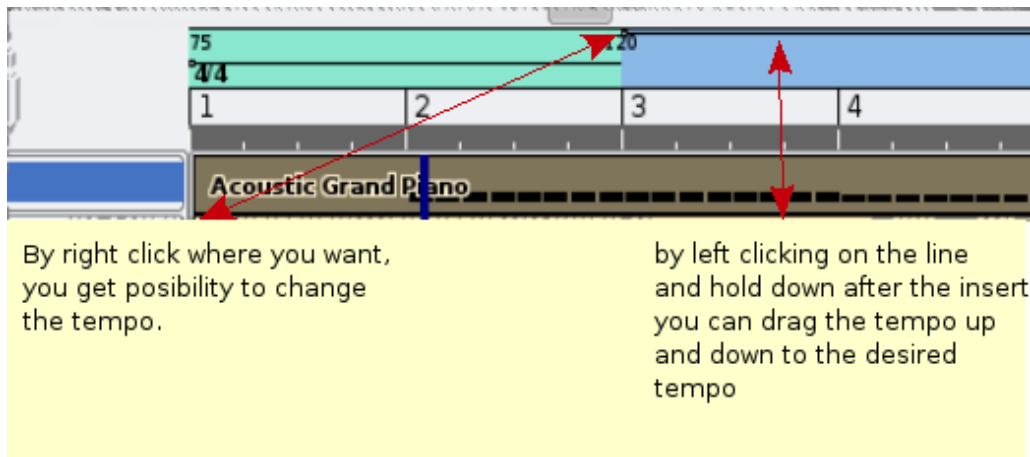 75
120
4/4
1
2
3
4
Acoustic Grand Piano
By right click where you want,
you get posibility to change
the tempo.
by left clicking on the line
and hold down after the insert
you can drag the tempo up
and down to the desired
tempo